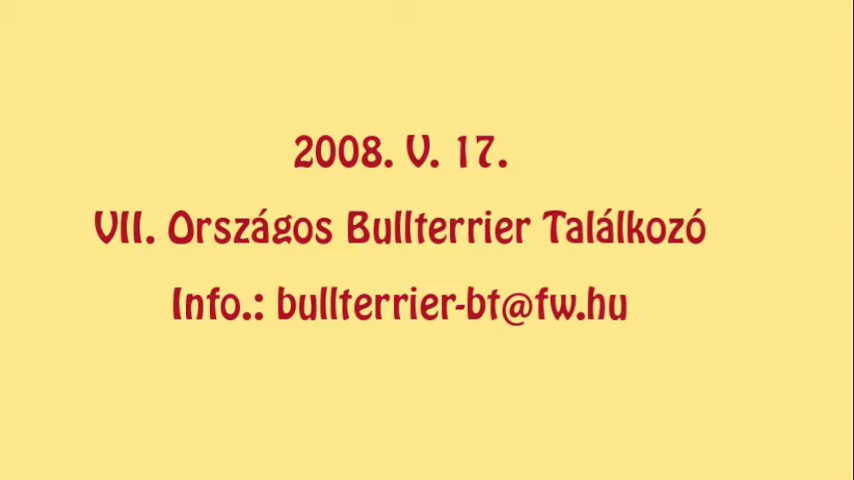 2008. V. 17.
VII. Országos Bullterrier Találkozó
Info.: bullterrier-bt@fw.hu